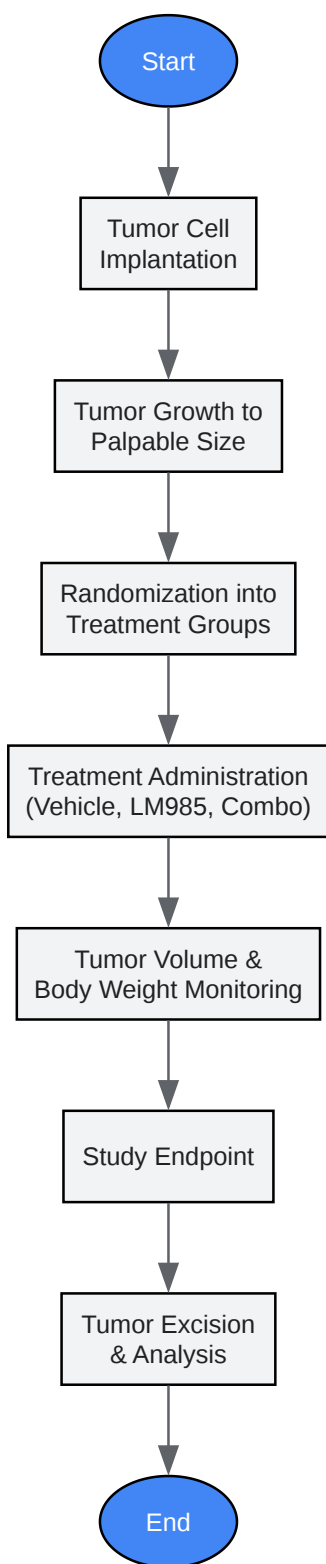 Start
Tumor Cell
Implantation
Tumor Growth to
Palpable Size
Randomization into
Treatment Groups
Treatment Administration
(Vehicle, LM985, Combo)
Tumor Volume &
Body Weight Monitoring
Study Endpoint
Tumor Excision
& Analysis
End